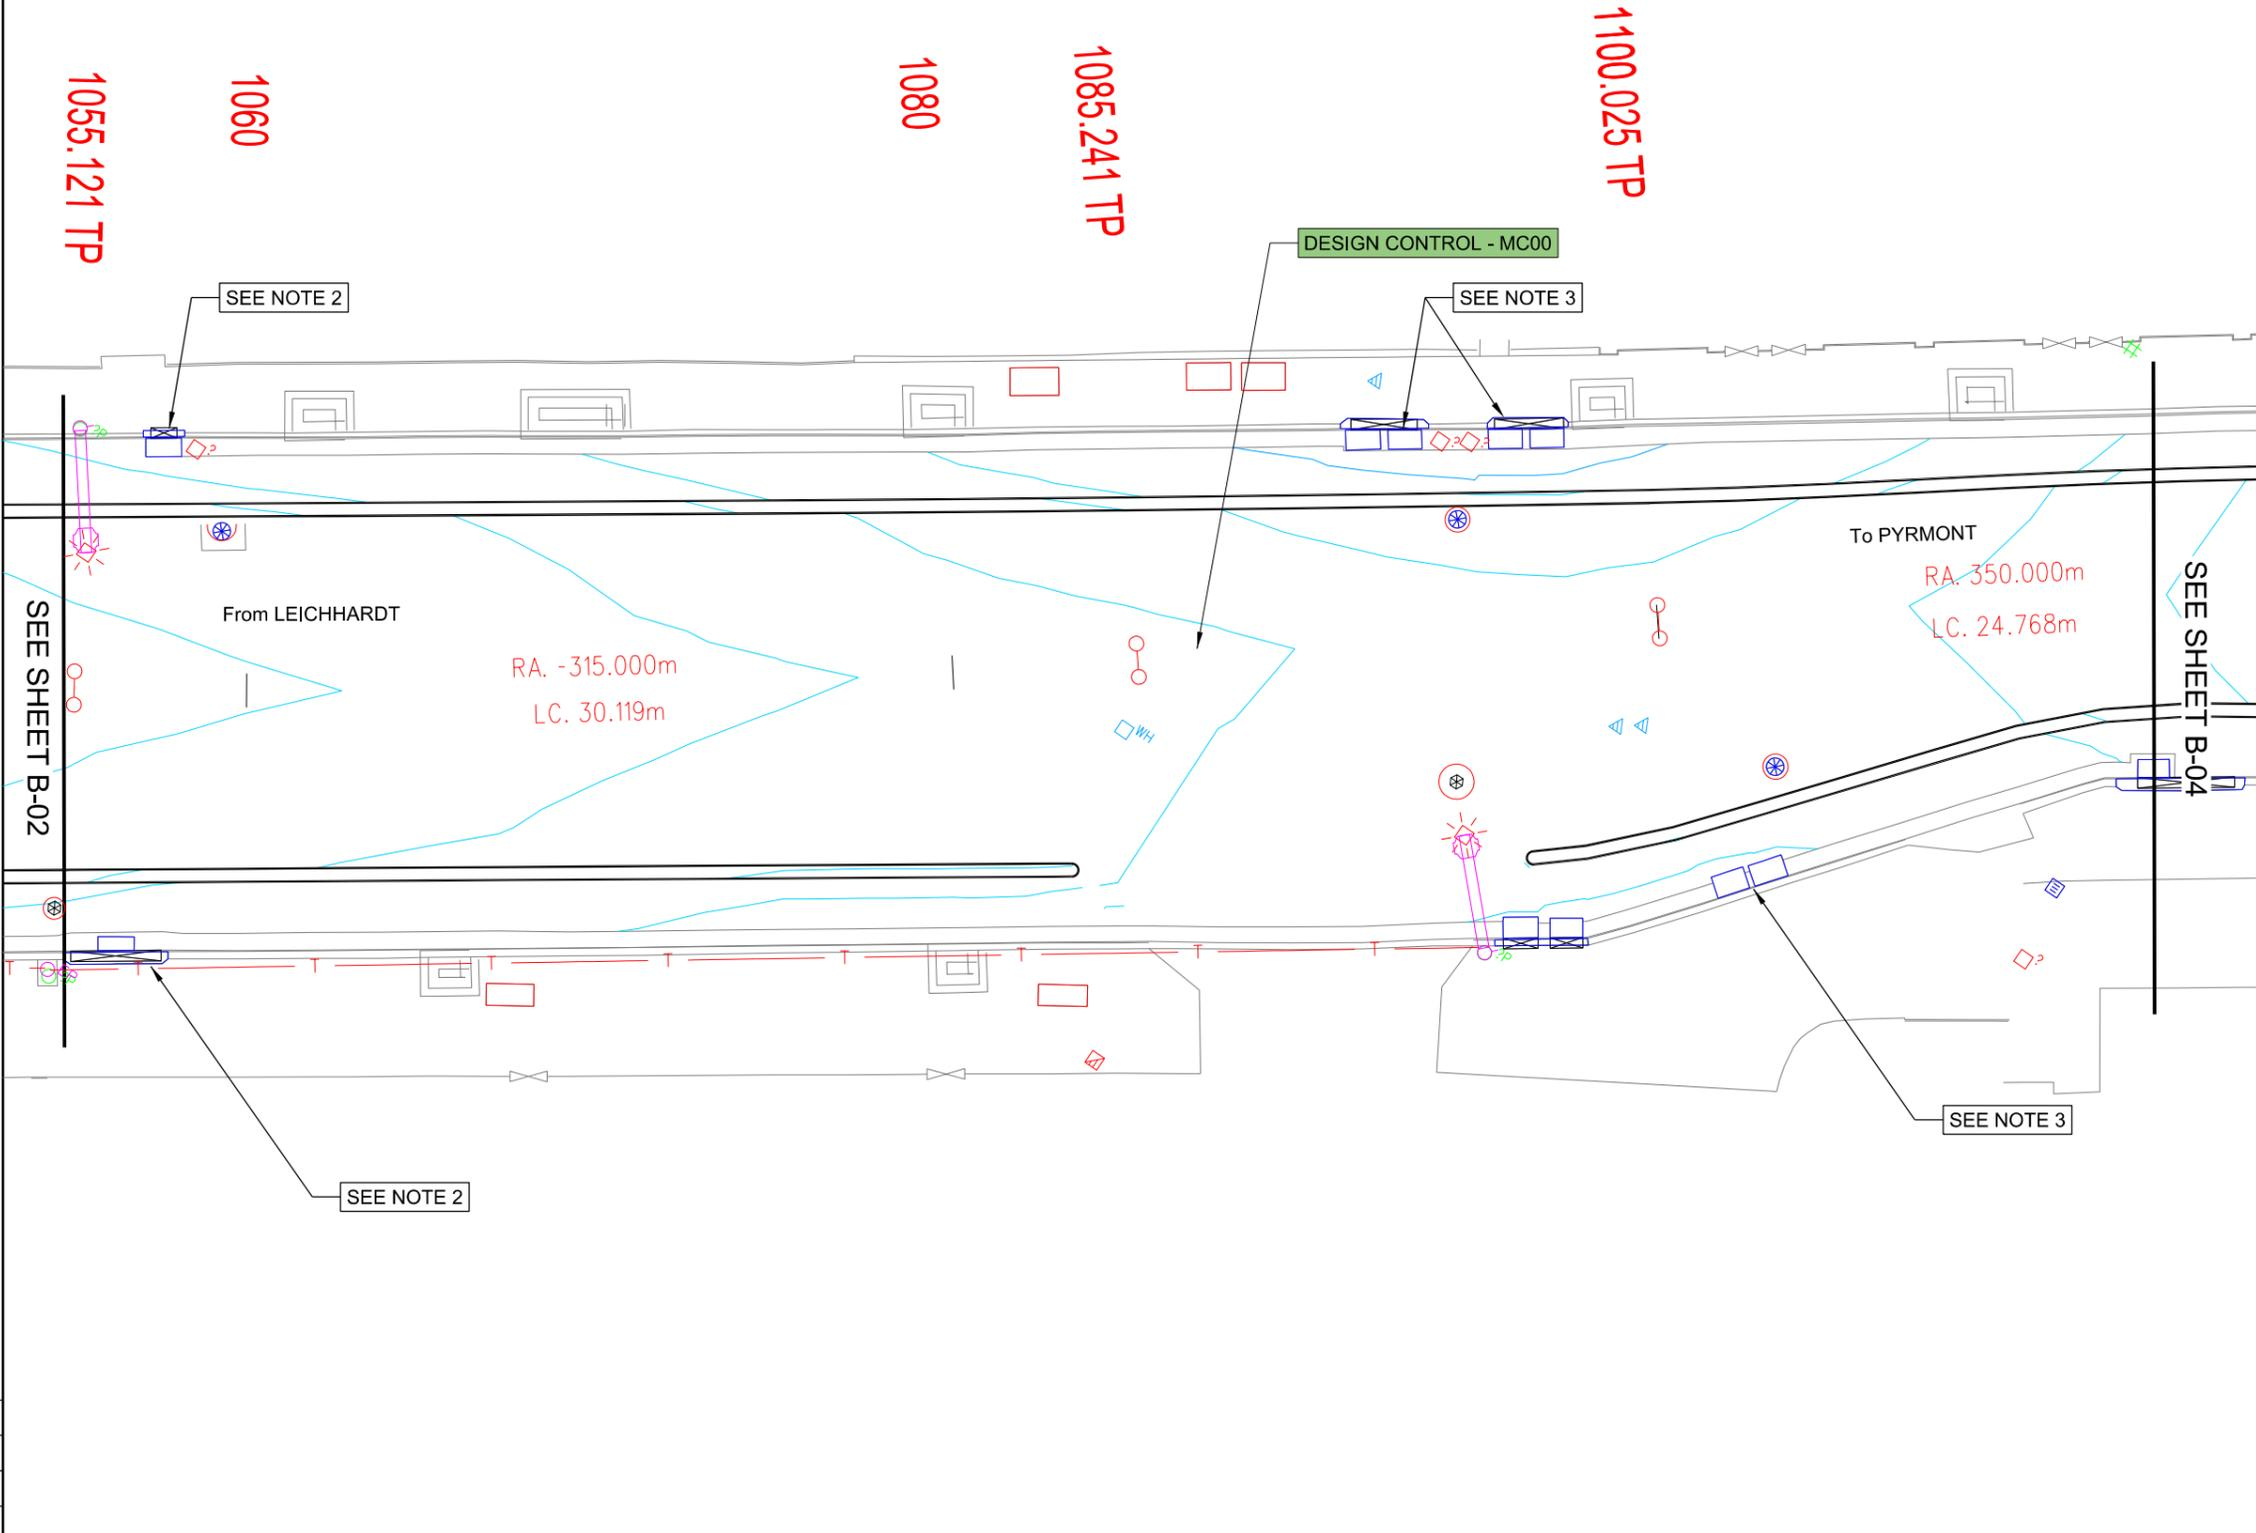 1055.121 TP
1060
1080
1085.241 TP
1100.025 TP
DESIGN CONTROL - MC00
SEE NOTE 2
SEE NOTE 3
?P
?
?
?
To PYRMONT
RA. 350.000m
LC. 24.768m
From LEICHHARDT
RA. -315.000m
LC. 30.119m
SEE SHEET B-02
SEE SHEET B-04
WH
T T T T T T T T T
?P
?
SEE NOTE 3
SEE NOTE 2